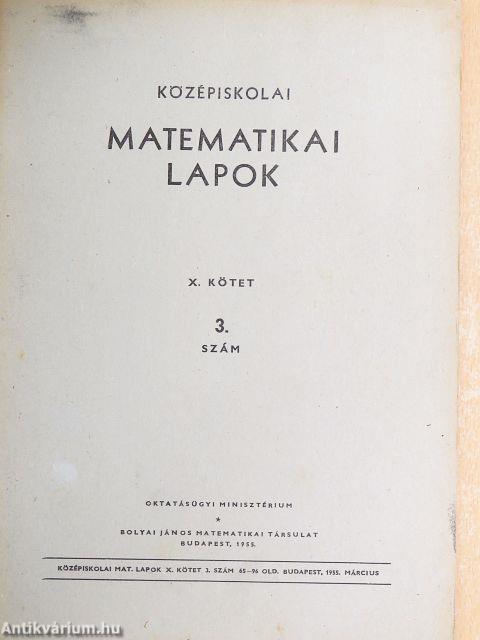 KÖZÉPISKOLAI
MATEMATIKAI
LAPOK
X. KÖTET
3.
SZÁM
OKTATÁSÜGYI MINISZTÉRIUM
★
BOLYAI JÁNOS MATEMATIKAI TÁRSULAT
BUDAPEST, 1955.
KÖZÉPISKOLAI MAT. LAPOK X. KÖTET 3. SZÁM 65—96 OLD. BUDAPEST, 1955. MÁRCIUS
Antikvárium.hu